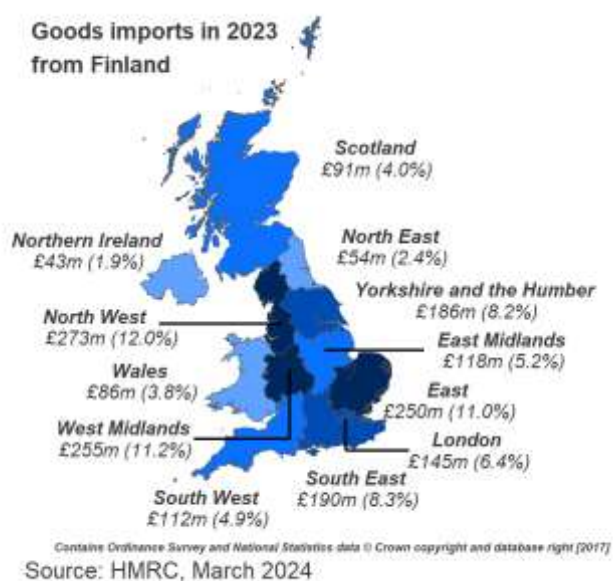 Goods imports in 2023
from Finland
Scotland
£91m (4.0%)
Northern Ireland
£43m (1.9%)
North East
£54m (2.4%)
Yorkshire and the Humber
£186m (8.2%)
North West
£273m (12.0%)
East Midlands
£118m (5.2%)
Wales
£86m (3.8%)
East
£250m (11.0%)
West Midlands
£255m (11.2%)
London
£145m (6.4%)
South East
£190m (8.3%)
South West
£112m (4.9%)
Contains Ordinance Survey and National Statistics data © Crown copyright and database right [2017]
Source: HMRC, March 2024